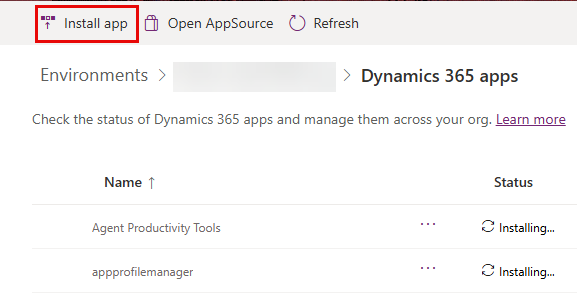 Install app Open AppSource Refresh
Environments > > Dynamics 365 apps
Check the status of Dynamics 365 apps and manage them across your org. Learn more
Name ↑ Status
Agent Productivity Tools ... Installing...
appprofilemanager ... Installing...